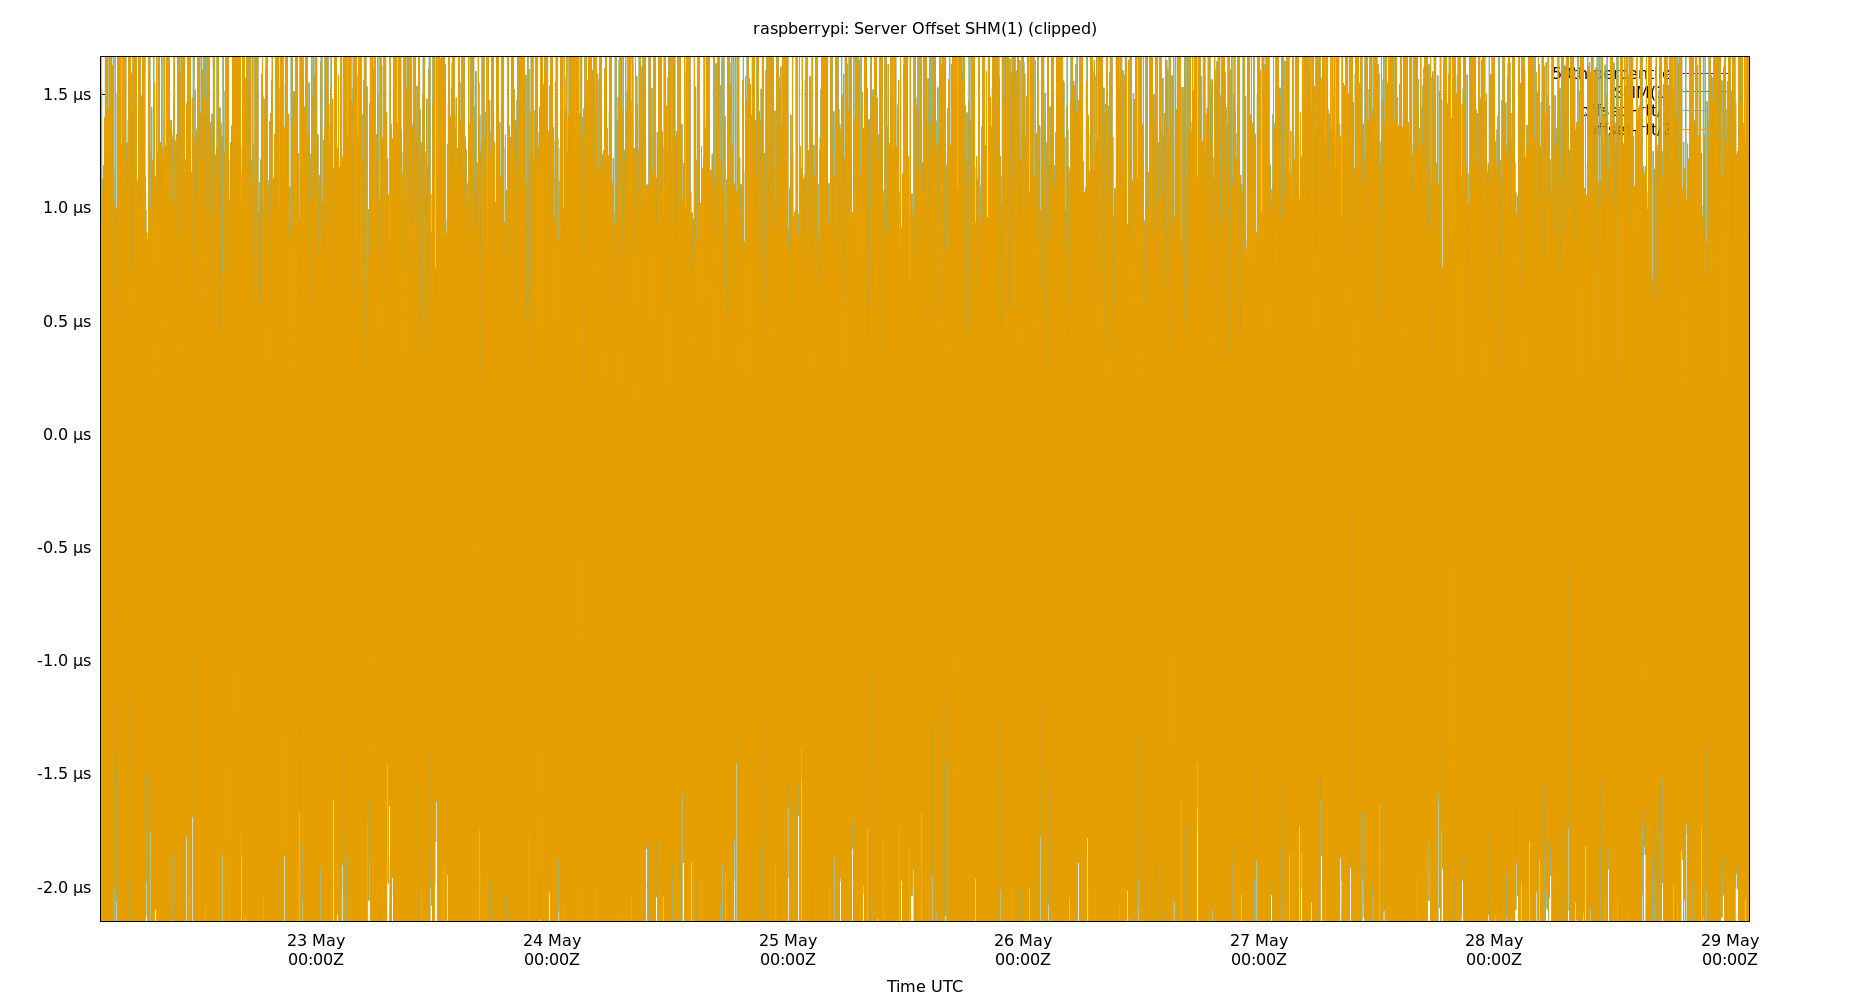 raspberrypi: Server Offset SHM(1) (clipped)
1.5 µs
1.0 µs
0.5 µs
0.0 µs
-0.5 µs
-1.0 µs
-1.5 µs
-2.0 µs
23 May
00:00Z
24 May
00:00Z
25 May
00:00Z
26 May
00:00Z
27 May
00:00Z
28 May
00:00Z
29 May
00:00Z
Time UTC